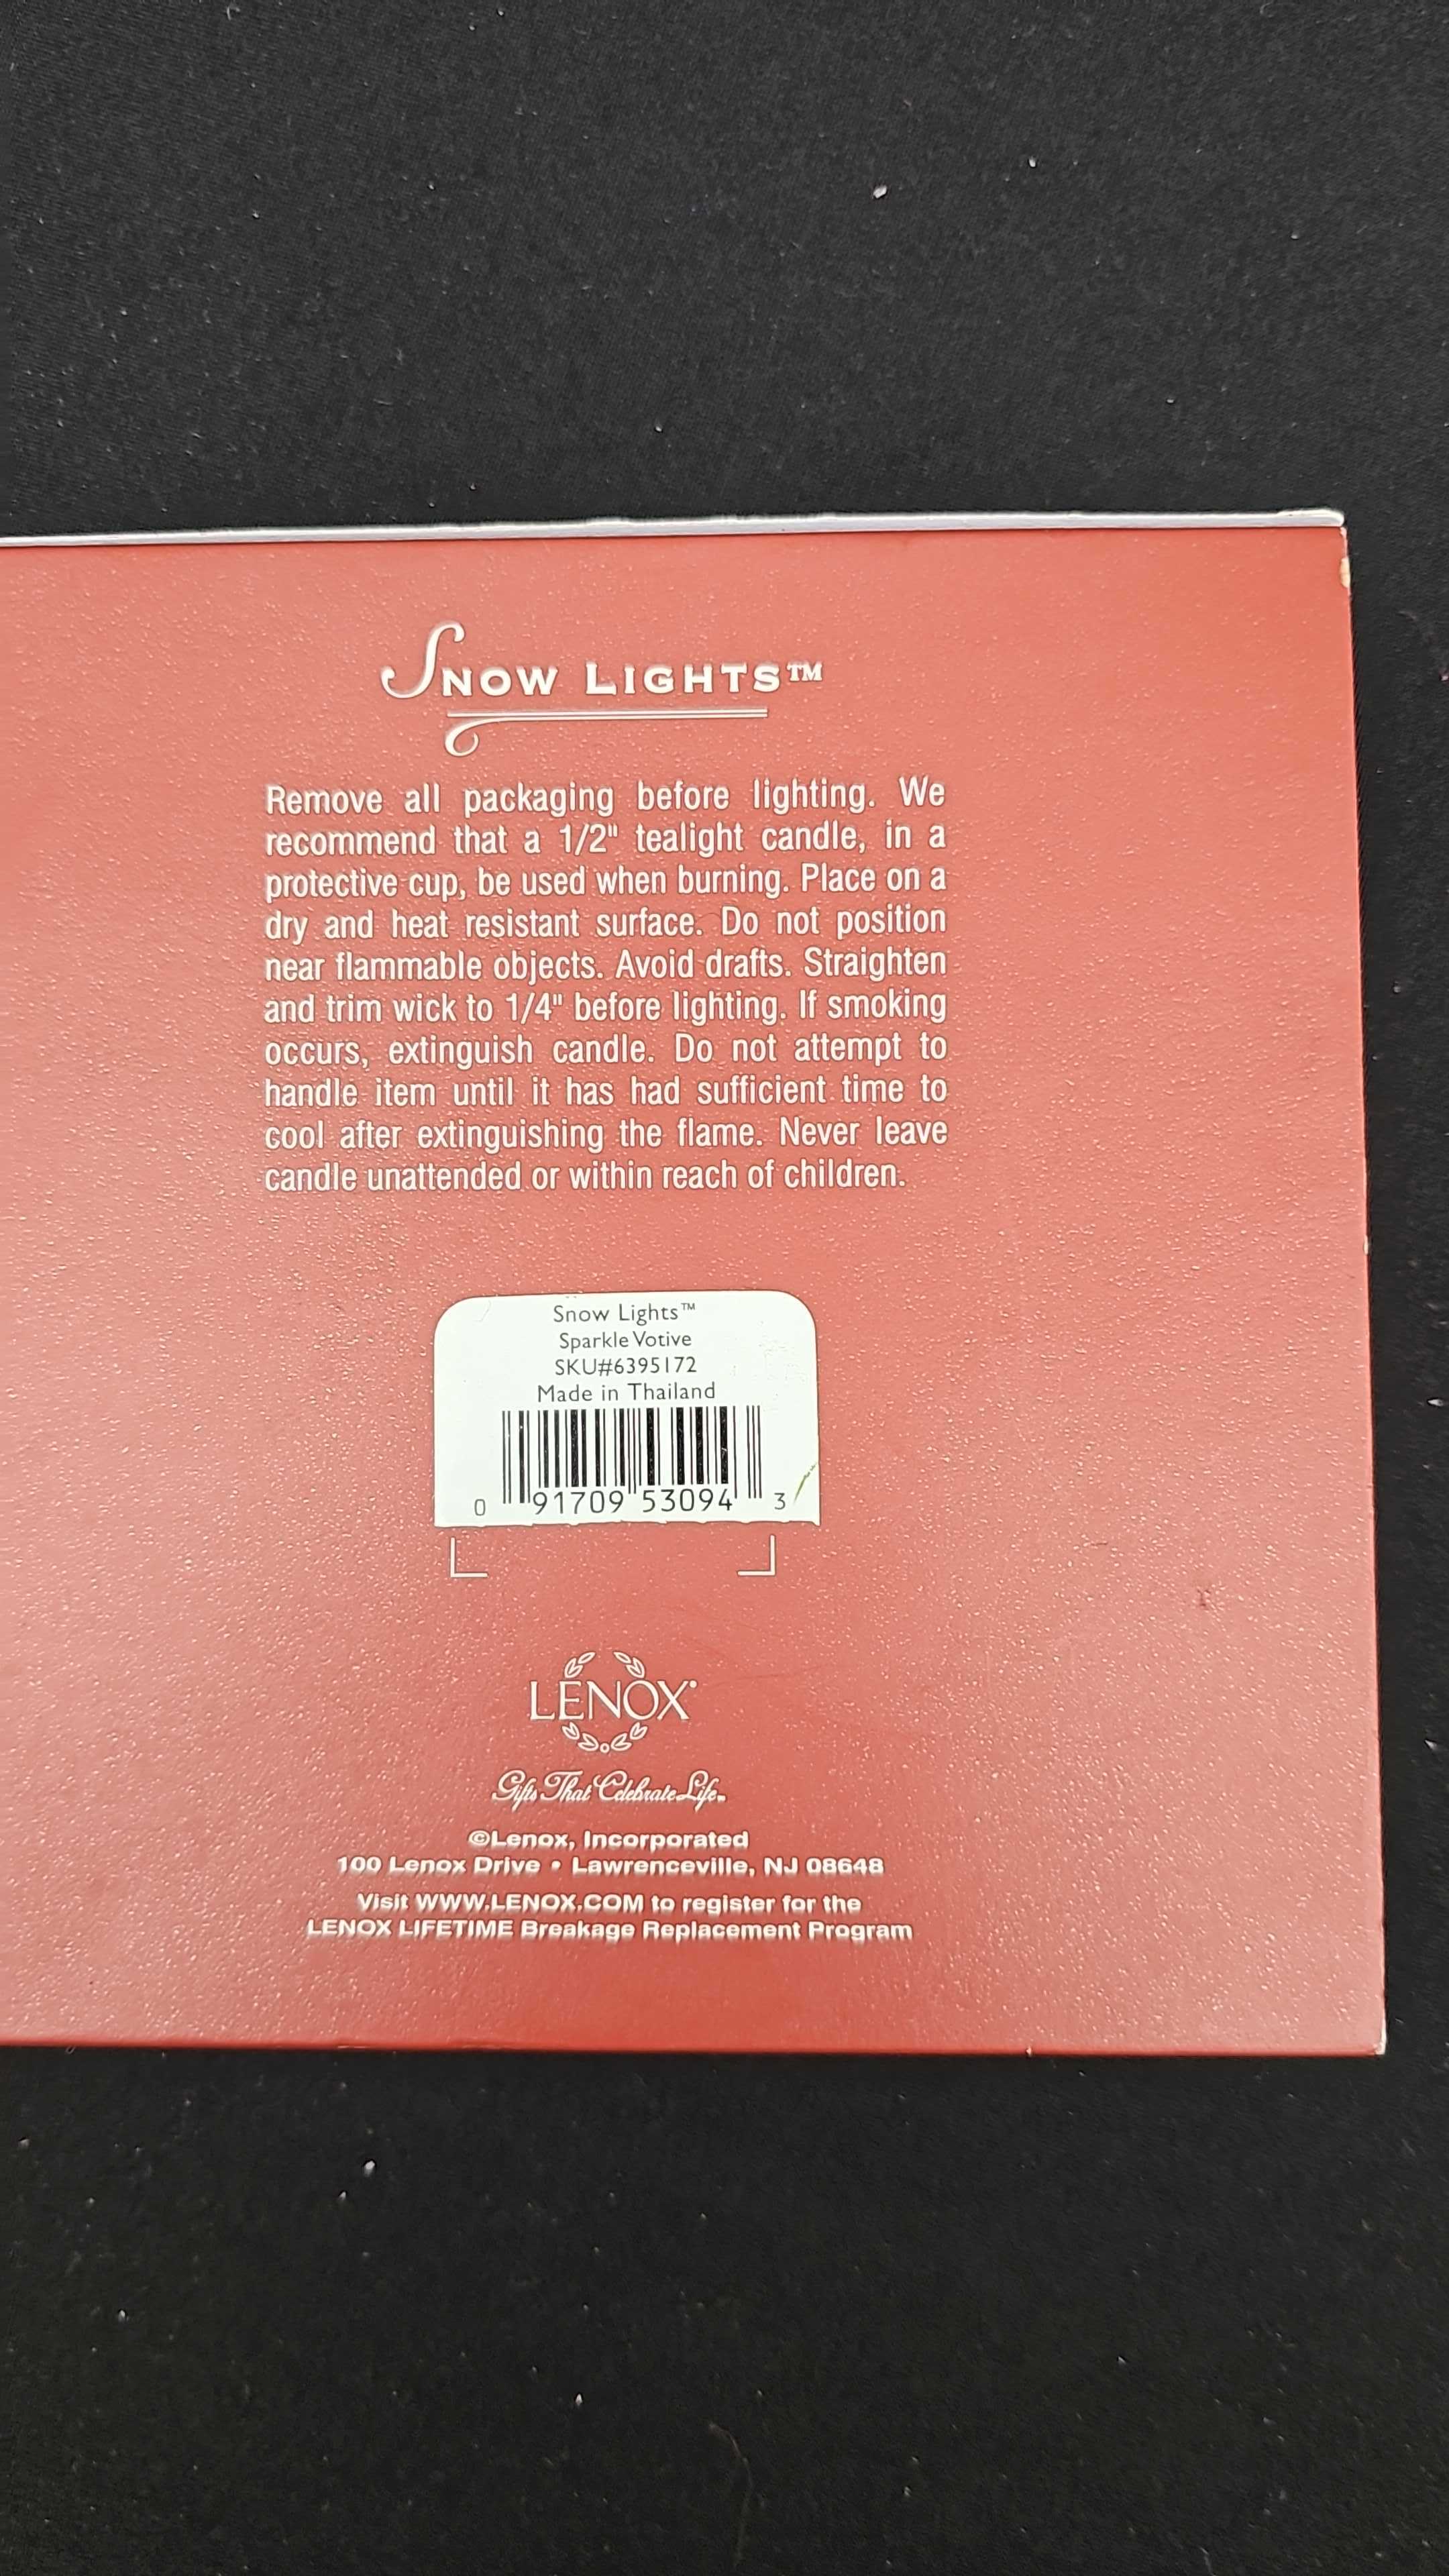 SNOW LIGHTS™
Remove all packaging before lighting. We
recommend that a 1/2" tealight candle, in a
protective cup, be used when burning. Place on a
dry and heat resistant surface. Do not position
near flammable objects. Avoid drafts. Straighten
and trim wick to 1/4" before lighting. If smoking
occurs, extinguish candle. Do not attempt to
handle item until it has had sufficient time to
cool after extinguishing the flame. Never leave
candle unattended or within reach of children.
Snow Lights™
Sparkle Votive
SKU#6395172
Made in Thailand
0 91709 53094 3
LENOX®
Gifts That Celebrate Life™
©Lenox, Incorporated
100 Lenox Drive • Lawrenceville, NJ 08648
Visit WWW.LENOX.COM to register for the
LENOX LIFETIME Breakage Replacement Program